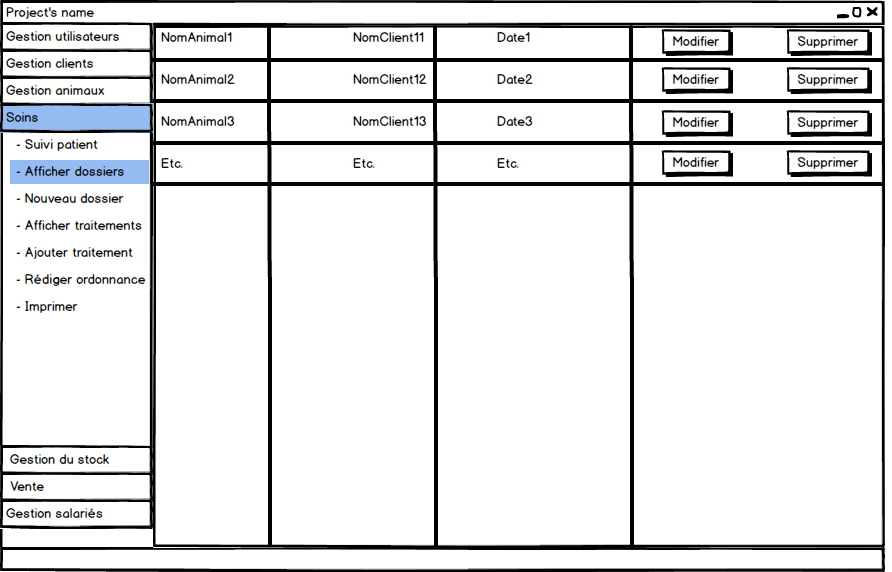 Project's name
Gestion utilisateurs
Gestion clients
Gestion animaux
Soins
- Suivi patient
- Afficher dossiers
- Nouveau dossier
- Afficher traitements
- Ajouter traitement
- Rédiger ordonnance
- Imprimer
Gestion du stock
Vente
Gestion salariés
NomAnimal1 NomClient11 Date1 Modifier Supprimer
NomAnimal2 NomClient12 Date2 Modifier Supprimer
NomAnimal3 NomClient13 Date3 Modifier Supprimer
Etc. Etc. Etc. Modifier Supprimer